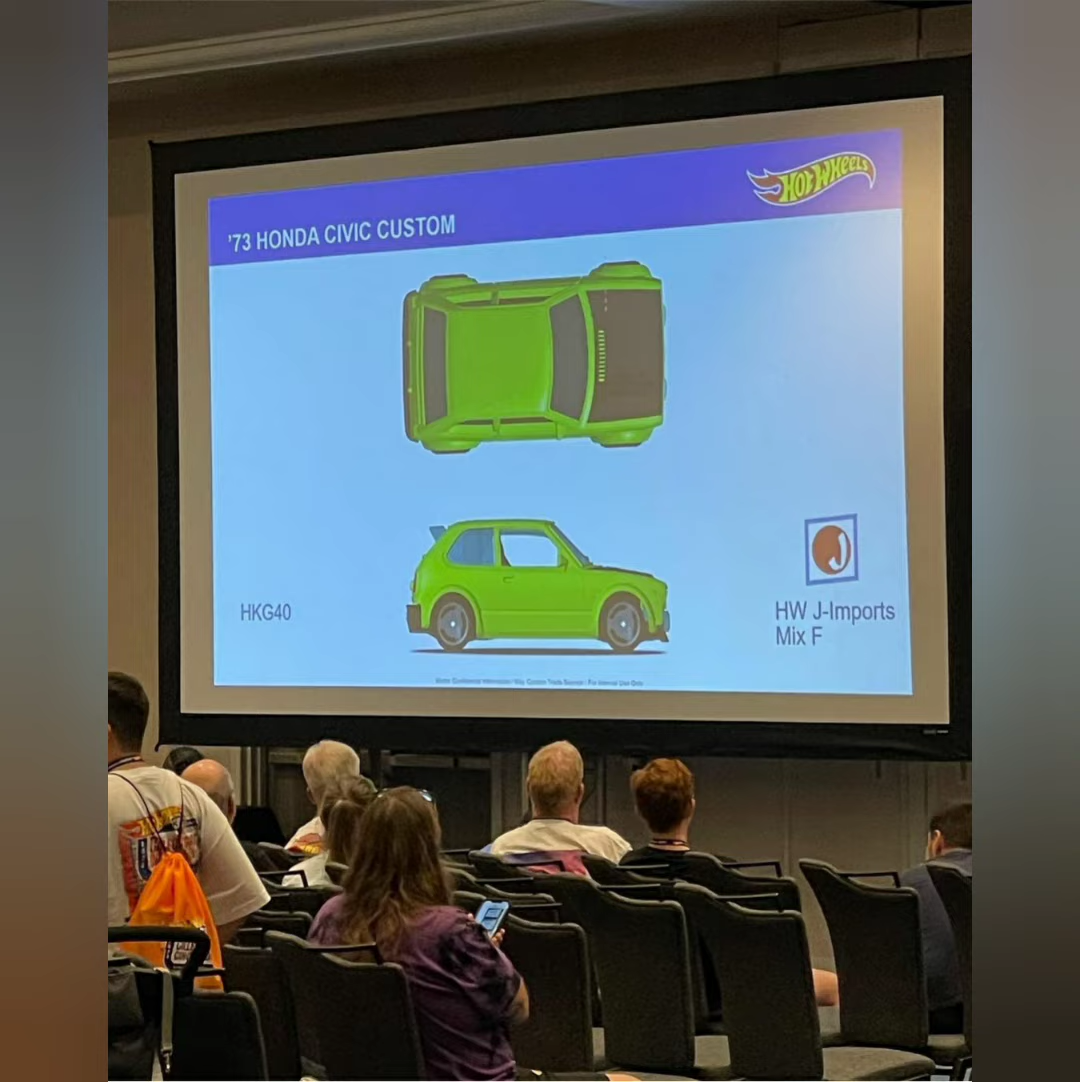 HOT WHEELS
'73 HONDA CIVIC CUSTOM
J
HKG40
HW J-Imports
Mix F